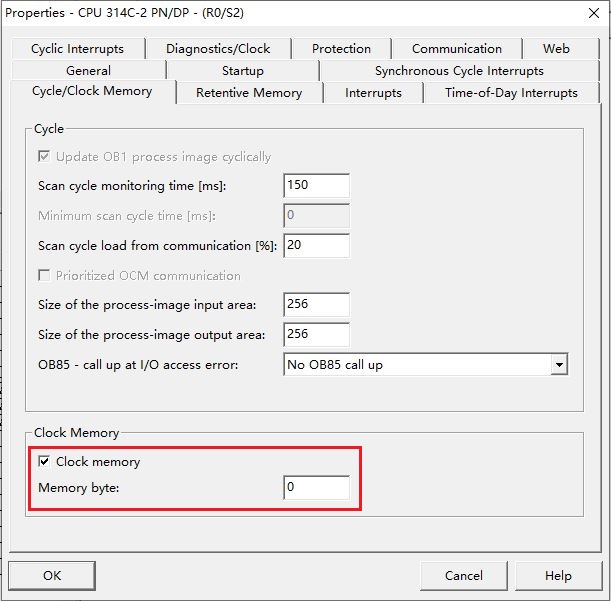 Properties - CPU 314C-2 PN/DP - (R0/S2)
Cyclic Interrupts Diagnostics/Clock Protection Communication Web
General Startup Synchronous Cycle Interrupts
Cycle/Clock Memory Retentive Memory Interrupts Time-of-Day Interrupts
Cycle
Update OB1 process image cyclically
Scan cycle monitoring time [ms]: 150
Minimum scan cycle time [ms]: 0
Scan cycle load from communication [%]: 20
Prioritized OCM communication
Size of the process-image input area: 256
Size of the process-image output area: 256
OB85 - call up at I/O access error: No OB85 call up
Clock Memory
Clock memory
Memory byte: 0
OK Cancel Help